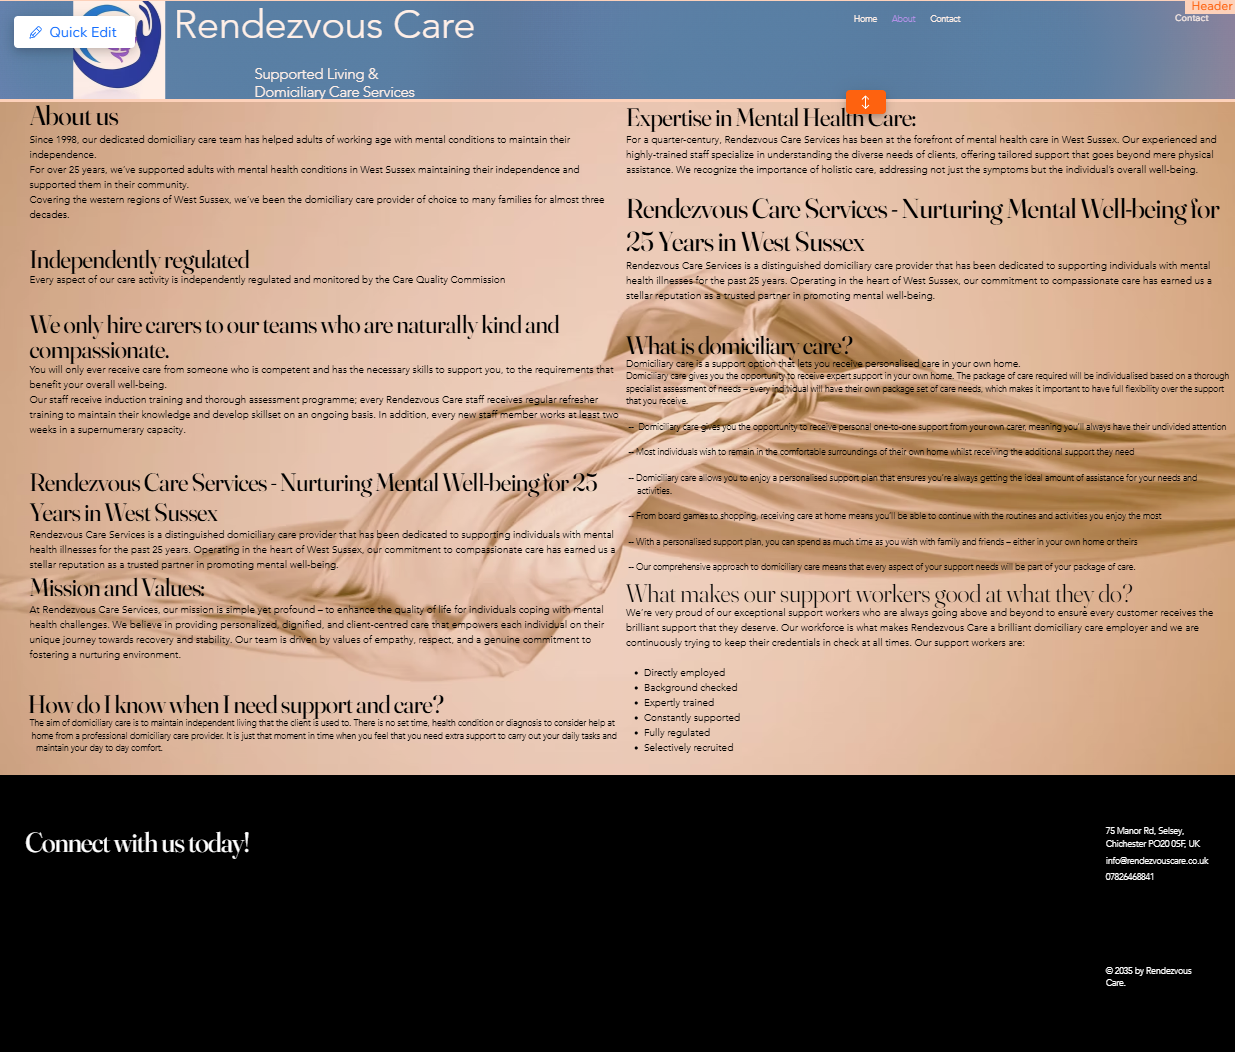 Header
Quick Edit
Rendezvous Care
Supported Living &
Domiciliary Care Services
Home
About
Contact
Contact
About us
Since 1998, our dedicated domiciliary care team has helped adults of working age with mental conditions to maintain their
independence.
For over 25 years, we've supported adults with mental health conditions in West Sussex maintaining their independence and
supported them in their community.
Covering the western regions of West Sussex, we've been the domiciliary care provider of choice to many families for almost three
decades.
Independently regulated
Every aspect of our care activity is independently regulated and monitored by the Care Quality Commission
We only hire carers to our teams who are naturally kind and
compassionate.
You will only ever receive care from someone who is competent and has the necessary skills to support you, to the requirements that
benefit your overall well-being.
Our staff receive induction training and thorough assessment programme; every Rendezvous Care staff receives regular refresher
training to maintain their knowledge and develop skillset on an ongoing basis. In addition, every new staff member works at least two
weeks in a supernumerary capacity.
Rendezvous Care Services - Nurturing Mental Well-being for 25
Years in West Sussex
Rendezvous Care Services is a distinguished domiciliary care provider that has been dedicated to supporting individuals with mental
health illnesses for the past 25 years. Operating in the heart of West Sussex, our commitment to compassionate care has earned us a
stellar reputation as a trusted partner in promoting mental well-being.
Mission and Values:
At Rendezvous Care Services, our mission is simple yet profound – to enhance the quality of life for individuals coping with mental
health challenges. We believe in providing personalized, dignified, and client-centred care that empowers each individual on their
unique journey towards recovery and stability. Our team is driven by values of empathy, respect, and a genuine commitment to
fostering a nurturing environment.
How do I know when I need support and care?
The aim of domiciliary care is to maintain independent living that the client is used to. There is no set time, health condition or diagnosis to consider help at
home from a professional domiciliary care provider. It is just that moment in time when you feel that you need extra support to carry out your daily tasks and
maintain your day to day comfort.
Expertise in Mental Health Care:
For a quarter-century, Rendezvous Care Services has been at the forefront of mental health care in West Sussex. Our experienced and
highly-trained staff specialize in understanding the diverse needs of clients, offering tailored support that goes beyond mere physical
assistance. We recognize the importance of holistic care, addressing not just the symptoms but the individual's overall well-being.
Rendezvous Care Services - Nurturing Mental Well-being for
25 Years in West Sussex
Rendezvous Care Services is a distinguished domiciliary care provider that has been dedicated to supporting individuals with mental
health illnesses for the past 25 years. Operating in the heart of West Sussex, our commitment to compassionate care has earned us a
stellar reputation as a trusted partner in promoting mental well-being.
What is domiciliary care?
Domiciliary care is a support option that lets you receive personalised care in your own home.
Domiciliary care gives you the opportunity to receive expert support in your own home. The package of care required will be individualised based on a thorough
specialist assessment of needs – every individual will have their own package set of care needs, which makes it important to have full flexibility over the support
that you receive.
-- Domiciliary care gives you the opportunity to receive personal one-to-one support from your own carer, meaning you'll always have their undivided attention
-- Most individuals wish to remain in the comfortable surroundings of their own home whilst receiving the additional support they need
-- Domiciliary care allows you to enjoy a personalised support plan that ensures you're always getting the ideal amount of assistance for your needs and
activities.
-- From board games to shopping, receiving care at home means you'll be able to continue with the routines and activities you enjoy the most
-- With a personalised support plan, you can spend as much time as you wish with family and friends – either in your own home or theirs
-- Our comprehensive approach to domiciliary care means that every aspect of your support needs will be part of your package of care.
What makes our support workers good at what they do?
We're very proud of our exceptional support workers who are always going above and beyond to ensure every customer receives the
brilliant support that they deserve. Our workforce is what makes Rendezvous Care a brilliant domiciliary care employer and we are
continuously trying to keep their credentials in check at all times. Our support workers are:
• Directly employed
• Background checked
• Expertly trained
• Constantly supported
• Fully regulated
• Selectively recruited
Connect with us today!
75 Manor Rd, Selsey,
Chichester PO20 0SF, UK
info@rendezvouscare.co.uk
07826468841
© 2035 by Rendezvous
Care.